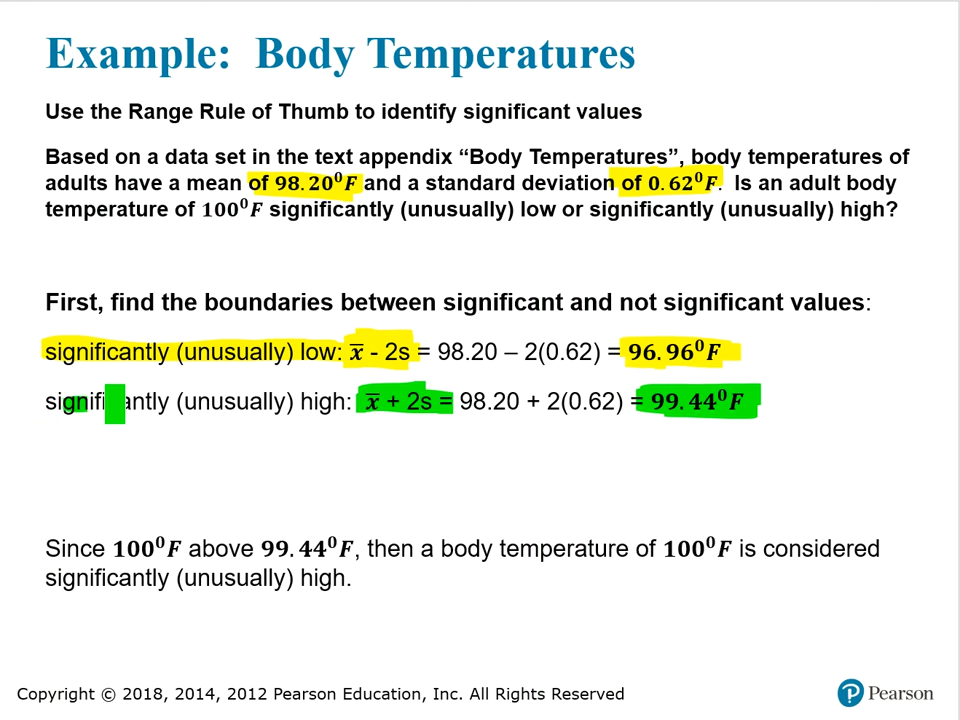 Example: Body Temperatures
Use the Range Rule of Thumb to identify significant values
Based on a data set in the text appendix “Body Temperatures”, body temperatures of
adults have a mean of 98.20⁰F and a standard deviation of 0.62⁰F. Is an adult body
temperature of 100⁰F significantly (unusually) low or significantly (unusually) high?
First, find the boundaries between significant and not significant values:
significantly (unusually) low: x̅ - 2s = 98.20 – 2(0.62) = 96.96⁰F
significantly (unusually) high: x̅ + 2s = 98.20 + 2(0.62) = 99.44⁰F
Since 100⁰F above 99.44⁰F, then a body temperature of 100⁰F is considered
significantly (unusually) high.
Copyright © 2018, 2014, 2012 Pearson Education, Inc. All Rights Reserved
P Pearson